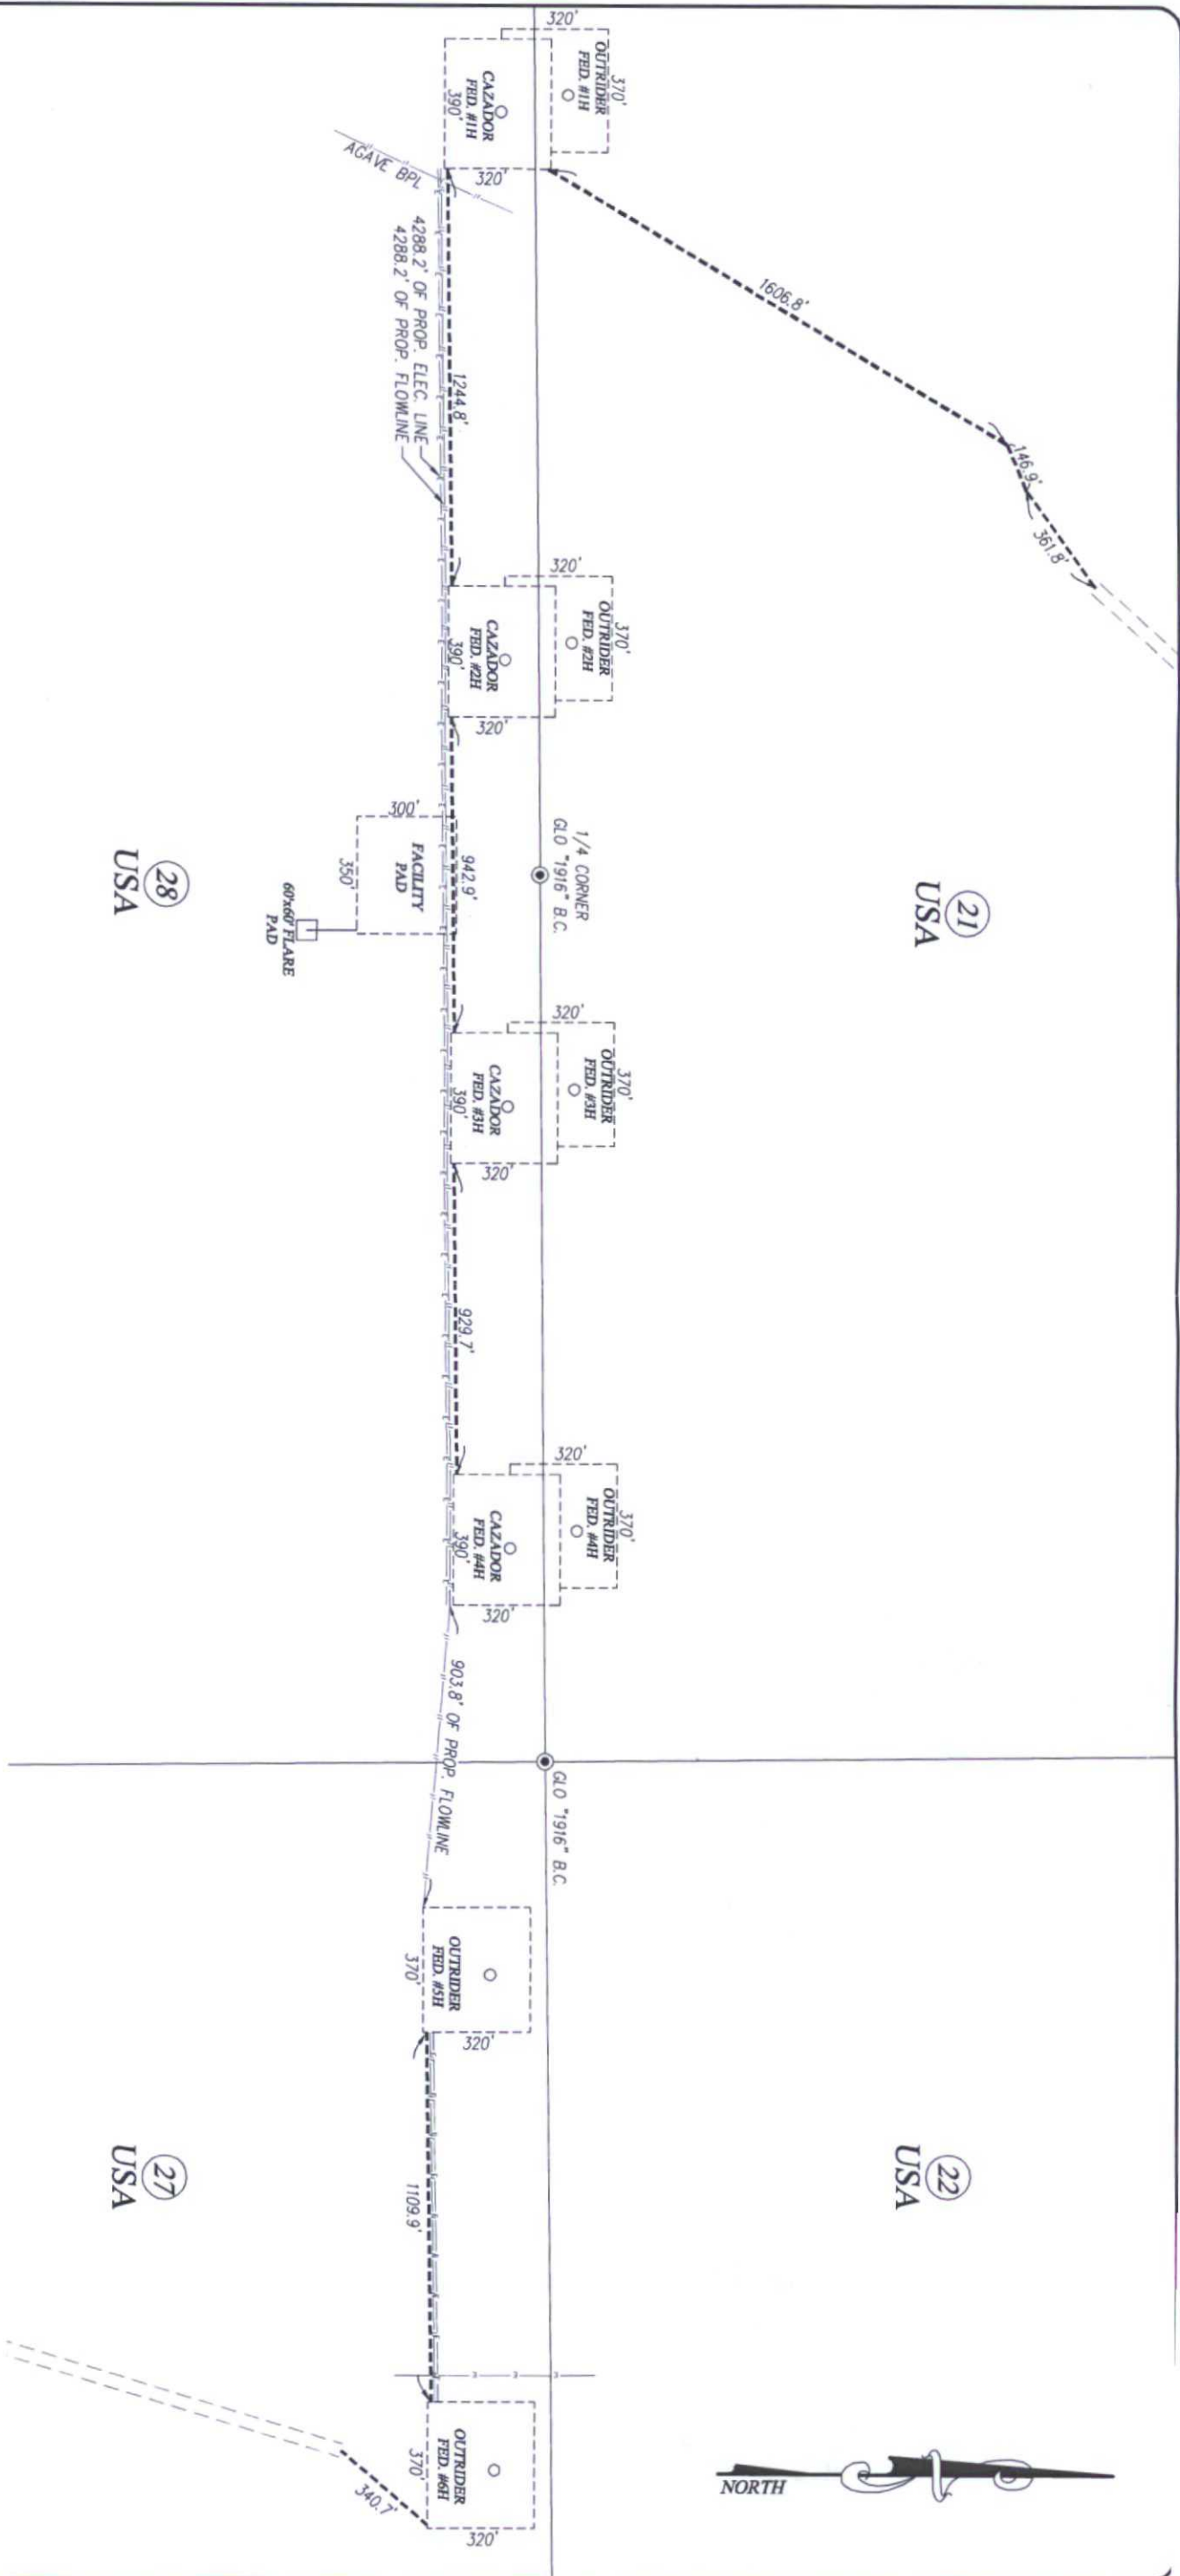 320'
370'
OUTRIDER
FED. #1H
CAZADOR
FED. #1H
390'
320'
AGAVE BPL
4288.2' OF PROP. ELEC. LINE
4288.2' OF PROP. FLOWLINE
1244.8'
1606.8'
146.9'
361.8'
320'
370'
OUTRIDER
FED. #2H
CAZADOR
FED. #2H
390'
320'
300'
FACILITY
PAD
350'
942.9'
60'x60' FLARE
PAD
1/4 CORNER
GLO "1916" B.C.
28
USA
21
USA
320'
370'
OUTRIDER
FED. #3H
CAZADOR
FED. #3H
390'
320'
929.7'
320'
370'
OUTRIDER
FED. #4H
CAZADOR
FED. #4H
390'
320'
903.8' OF PROP. FLOWLINE
GLO "1916" B.C.
OUTRIDER
FED. #5H
370'
320'
1109.9'
27
USA
22
USA
OUTRIDER
FED. #6H
370'
320'
340.7'
NORTH